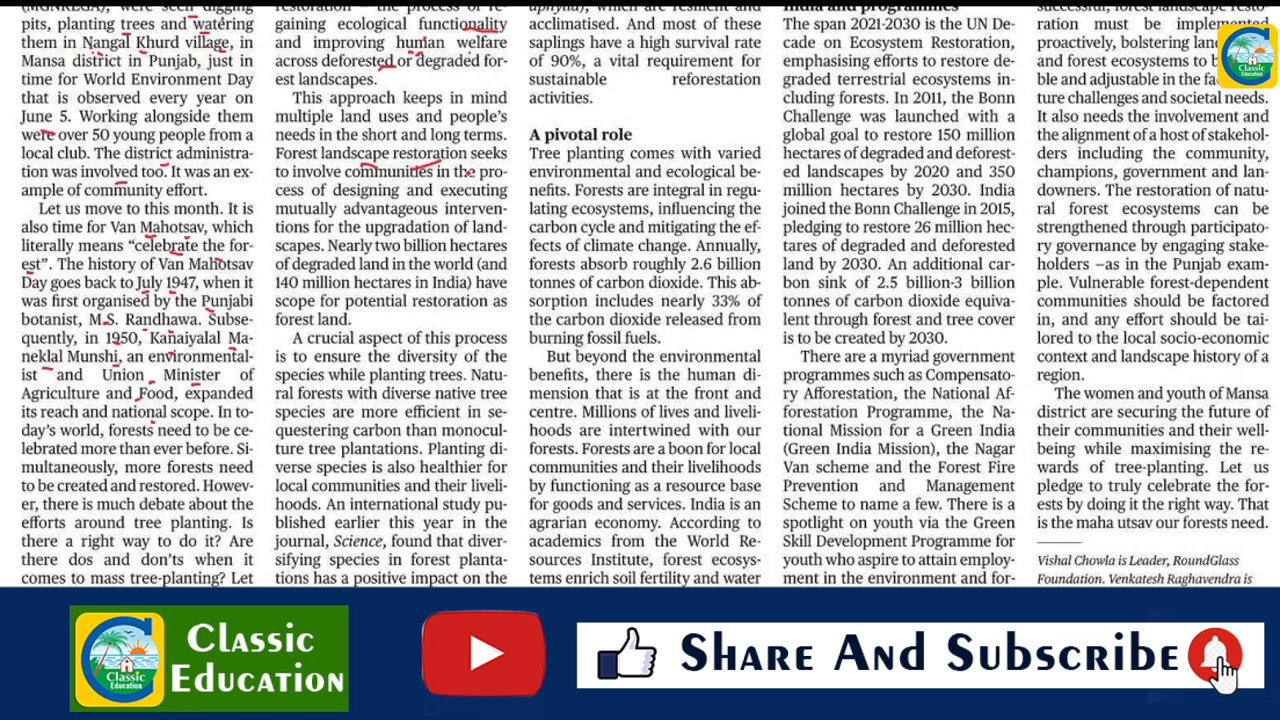 (MGNREGA), were seen digging
pits, planting trees and watering
them in Nangal Khurd village, in
Mansa district in Punjab, just in
time for World Environment Day
that is observed every year on
June 5. Working alongside them
were over 50 young people from a
local club. The district administra-
tion was involved too. It was an ex-
ample of community effort.
Let us move to this month. It is
also time for Van Mahotsav, which
literally means “celebrate the for-
est”. The history of Van Mahotsav
Day goes back to July 1947, when it
was first organised by the Punjabi
botanist, M.S. Randhawa. Subse-
quently, in 1950, Kanaiyalal Ma-
neklal Munshi, an environmental-
ist and Union Minister of
Agriculture and Food, expanded
its reach and national scope. In to-
day’s world, forests need to be ce-
lebrated more than ever before. Si-
multaneously, more forests need
to be created and restored. Howev-
er, there is much debate about the
efforts around tree planting. Is
there a right way to do it? Are
there dos and don’ts when it
comes to mass tree-planting? Let
restoration – the process of re-
gaining ecological functionality
and improving human welfare
across deforested or degraded for-
est landscapes.
This approach keeps in mind
multiple land uses and people’s
needs in the short and long terms.
Forest landscape restoration seeks
to involve communities in the pro-
cess of designing and executing
mutually advantageous interven-
tions for the upgradation of land-
scapes. Nearly two billion hectares
of degraded land in the world (and
140 million hectares in India) have
scope for potential restoration as
forest land.
A crucial aspect of this process
is to ensure the diversity of the
species while planting trees. Natu-
ral forests with diverse native tree
species are more efficient in se-
questering carbon than monocul-
ture tree plantations. Planting di-
verse species is also healthier for
local communities and their liveli-
hoods. An international study pu-
blished earlier this year in the
journal, Science, found that diver-
sifying species in forest planta-
tions has a positive impact on the
which are resilient and
acclimatised. And most of these
saplings have a high survival rate
of 90%, a vital requirement for
sustainable reforestation
activities.
A pivotal role
Tree planting comes with varied
environmental and ecological be-
nefits. Forests are integral in regu-
lating ecosystems, influencing the
carbon cycle and mitigating the ef-
fects of climate change. Annually,
forests absorb roughly 2.6 billion
tonnes of carbon dioxide. This ab-
sorption includes nearly 33% of
the carbon dioxide released from
burning fossil fuels.
But beyond the environmental
benefits, there is the human di-
mension that is at the front and
centre. Millions of lives and liveli-
hoods are intertwined with our
forests. Forests are a boon for local
communities and their livelihoods
by functioning as a resource base
for goods and services. India is an
agrarian economy. According to
academics from the World Re-
sources Institute, forest ecosys-
tems enrich soil fertility and water
India and programmes
The span 2021-2030 is the UN De-
cade on Ecosystem Restoration,
emphasising efforts to restore de-
graded terrestrial ecosystems in-
cluding forests. In 2011, the Bonn
Challenge was launched with a
global goal to restore 150 million
hectares of degraded and deforest-
ed landscapes by 2020 and 350
million hectares by 2030. India
joined the Bonn Challenge in 2015,
pledging to restore 26 million hec-
tares of degraded and deforested
land by 2030. An additional car-
bon sink of 2.5 billion-3 billion
tonnes of carbon dioxide equiva-
lent through forest and tree cover
is to be created by 2030.
There are a myriad government
programmes such as Compensato-
ry Afforestation, the National Af-
forestation Programme, the Na-
tional Mission for a Green India
(Green India Mission), the Nagar
Van scheme and the Forest Fire
Prevention and Management
Scheme to name a few. There is a
spotlight on youth via the Green
Skill Development Programme for
youth who aspire to attain employ-
ment in the environment and for-
successful, forest landscape resto-
ration must be implemented
proactively, bolstering
and forest ecosystems to
ble and adjustable in the
ture challenges and societal needs.
It also needs the involvement and
the alignment of a host of stakehol-
ders including the community,
champions, government and lan-
downers. The restoration of natu-
ral forest ecosystems can be
strengthened through participato-
ry governance by engaging stake-
holders –as in the Punjab exam-
ple. Vulnerable forest-dependent
communities should be factored
in, and any effort should be tai-
lored to the local socio-economic
context and landscape history of a
region.
The women and youth of Mansa
district are securing the future of
their communities and their well-
being while maximising the re-
wards of tree-planting. Let us
pledge to truly celebrate the for-
ests by doing it the right way. That
is the maha utsav our forests need.
Vishal Chowla is Leader, RoundGlass
Foundation. Venkatesh Raghavendra is
Classic
Education
Classic
Education
Classic
Education
Share And Subscribe